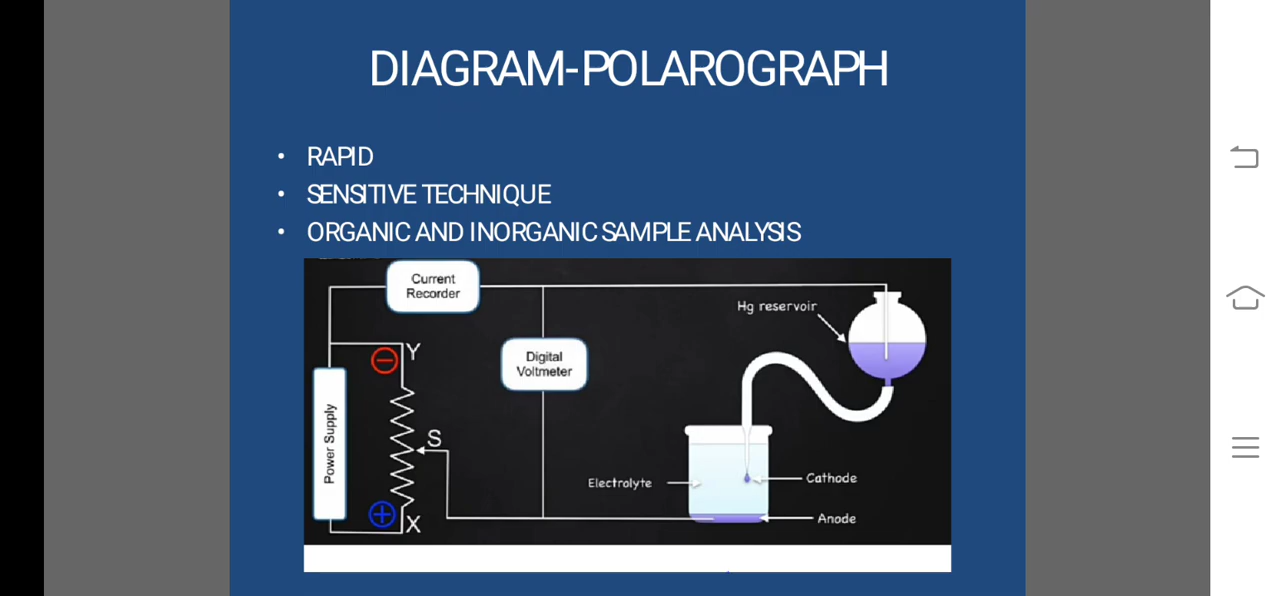 DIAGRAM-POLAROGRAPH
• RAPID
• SENSITIVE TECHNIQUE
• ORGANIC AND INORGANIC SAMPLE ANALYSIS
Current
Recorder
Hg reservoir
Y
Digital
Voltmeter
Power Supply
S
Electrolyte
Cathode
X
Anode